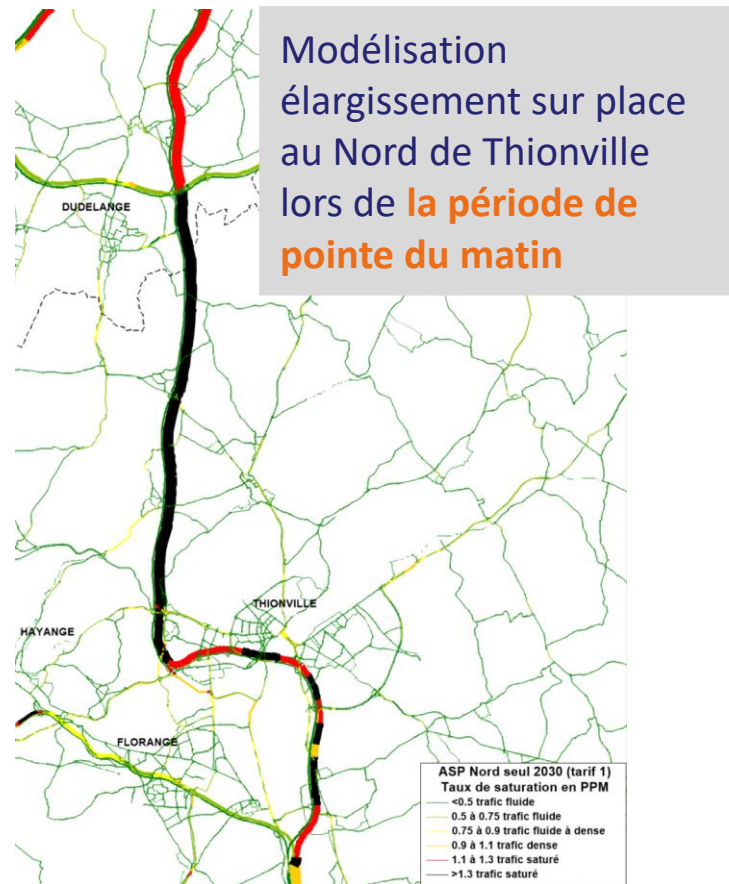 Modélisation
élargissement sur place
au Nord de Thionville
lors de la période de
pointe du matin
DUDELANGE
THIONVILLE
HAYANGE
FLORANGE
ASP Nord seul 2030 (tarif 1)
Taux de saturation en PPM
<0.5 trafic fluide
0.5 à 0.75 trafic fluide
0.75 à 0.9 trafic fluide à dense
0.9 à 1.1 trafic dense
1.1 à 1.3 trafic saturé
>1.3 trafic saturé